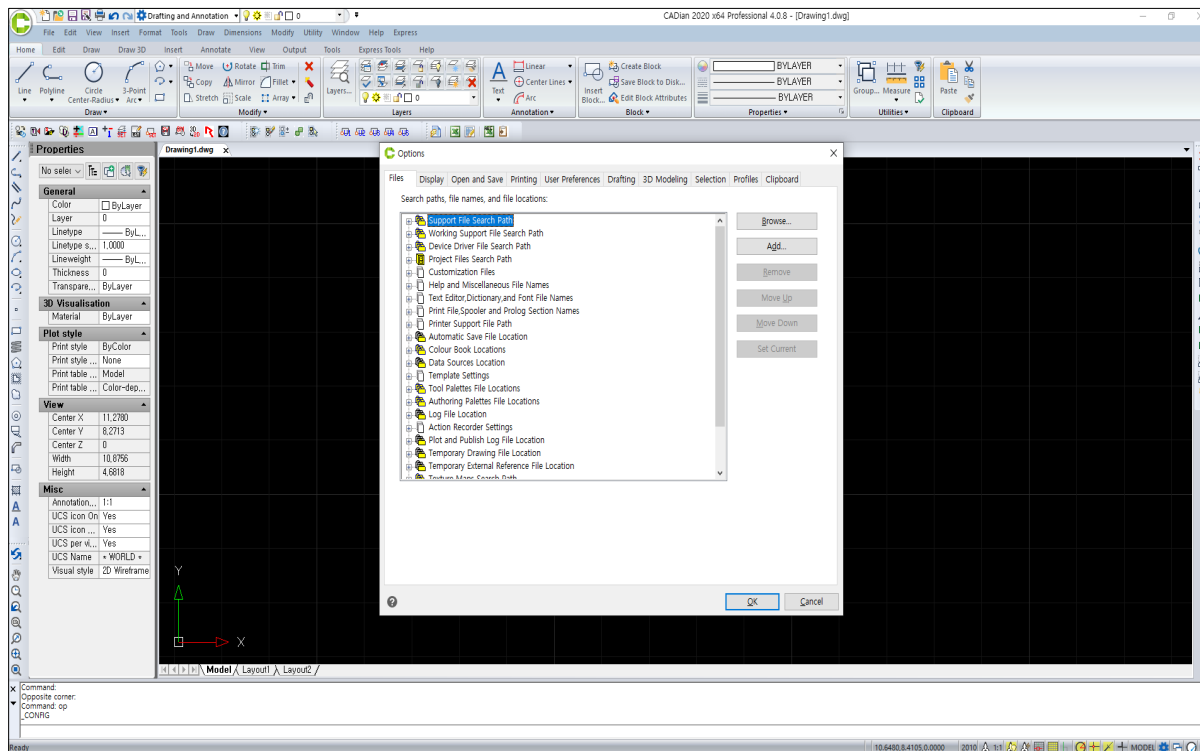 Drafting and Annotation
0
CADian 2020 x64 Professional 4.0.8 - [Drawing1.dwg]
File Edit View Insert Format Tools Draw Dimensions Modify Utility Window Help Express
Home Edit Draw Draw 3D Insert Annotate View Output Tools Express Tools Help
Line
Polyline
Circle
Center-Radius
3-Point
Arc
Draw
Move Rotate Trim
Copy Mirror Fillet
Stretch Scale Array
Modify
Layers...
0
Layers
Text
Linear
Center Lines
Arc
Annotation
Insert
Block...
Create Block
Save Block to Disk...
Edit Block Attributes
Block
BYLAYER
BYLAYER
BYLAYER
Properties
Group...
Measure
Utilities
Paste
Clipboard
Properties
Drawing1.dwg x
No selec
General
Color ByLayer
Layer 0
Linetype ByL...
Linetype s... 1,0000
Lineweight ByL...
Thickness 0
Transpare... ByLayer
3D Visualisation
Material ByLayer
Plot style
Print style ByColor
Print style ... None
Print table ... Model
Print table ... Color-dep...
View
Center X 11,2780
Center Y 8,2713
Center Z 0
Width 10,8756
Height 4,6818
Misc
Annotation... 1:1
UCS icon On Yes
UCS icon ... Yes
UCS per vi... Yes
UCS Name * WORLD *
Visual style 2D Wireframe
Options
Files Display Open and Save Printing User Preferences Drafting 3D Modeling Selection Profiles Clipboard
Search paths, file names, and file locations:
Support File Search Path
Working Support File Search Path
Device Driver File Search Path
Project Files Search Path
Customization Files
Help and Miscellaneous File Names
Text Editor,Dictionary,and Font File Names
Print File,Spooler and Prolog Section Names
Printer Support File Path
Automatic Save File Location
Colour Book Locations
Data Sources Location
Template Settings
Tool Palettes File Locations
Authoring Palettes File Locations
Log File Location
Action Recorder Settings
Plot and Publish Log File Location
Temporary Drawing File Location
Temporary External Reference File Location
Texture Maps Search Path
Browse...
Add...
Remove
Move Up
Move Down
Set Current
OK Cancel
Y
X
Model Layout1 Layout2
Command:
Opposite corner:
Command: op
_CONFIG
Ready
10.6480,8.4105,0.0000 2010 1:1 MODEL